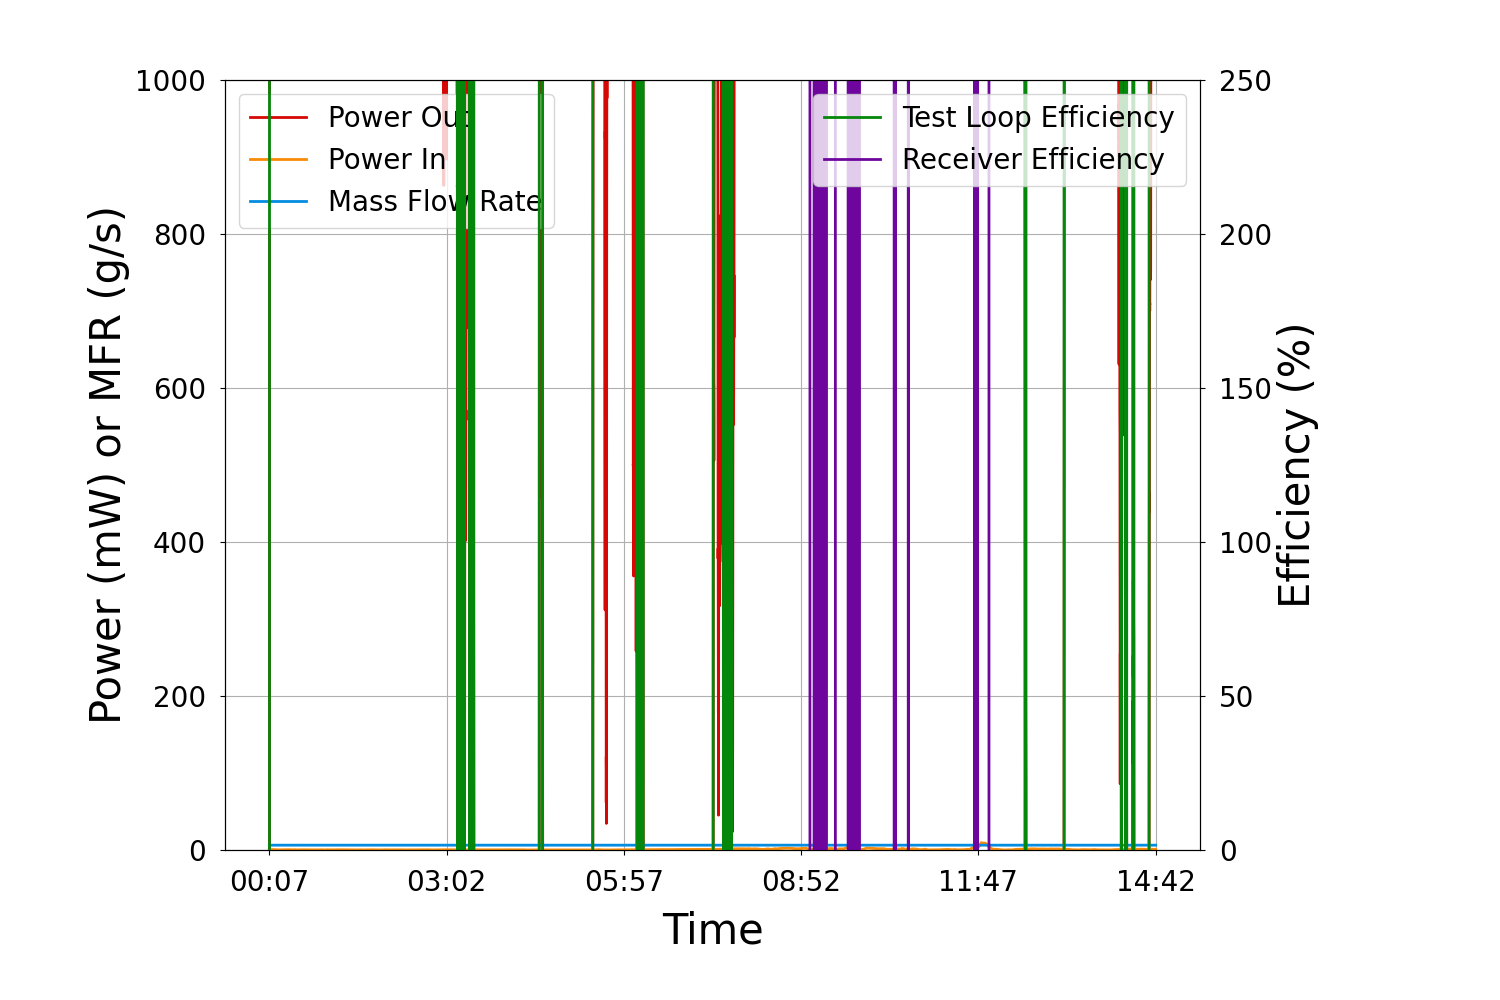 1000
800
600
400
200
0
Power (mW) or MFR (g/s)
Power Out
Power In
Mass Flow Rate
Test Loop Efficiency
Receiver Efficiency
250
200
150
100
50
0
Efficiency (%)
00:07 03:02 05:57 08:52 11:47 14:42
Time